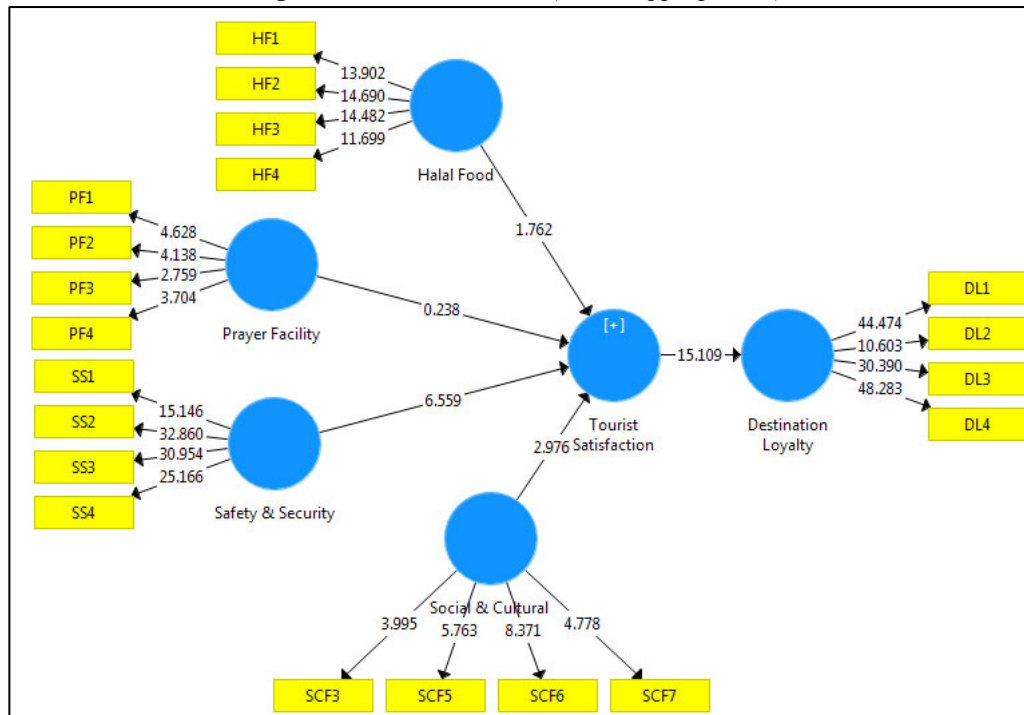 HF1
HF2
HF3
HF4
13.902
14.690
14.482
11.699
Halal Food
1.762
PF1
PF2
PF3
PF4
4.628
4.138
2.759
3.704
Prayer Facility
0.238
SS1
SS2
SS3
SS4
15.146
32.860
30.954
25.166
Safety & Security
6.559
[+]
Tourist
Satisfaction
15.109
Destination
Loyalty
44.474
10.603
30.390
48.283
DL1
DL2
DL3
DL4
2.976
Social & Cultural
3.995
5.763
8.371
4.778
SCF3
SCF5
SCF6
SCF7